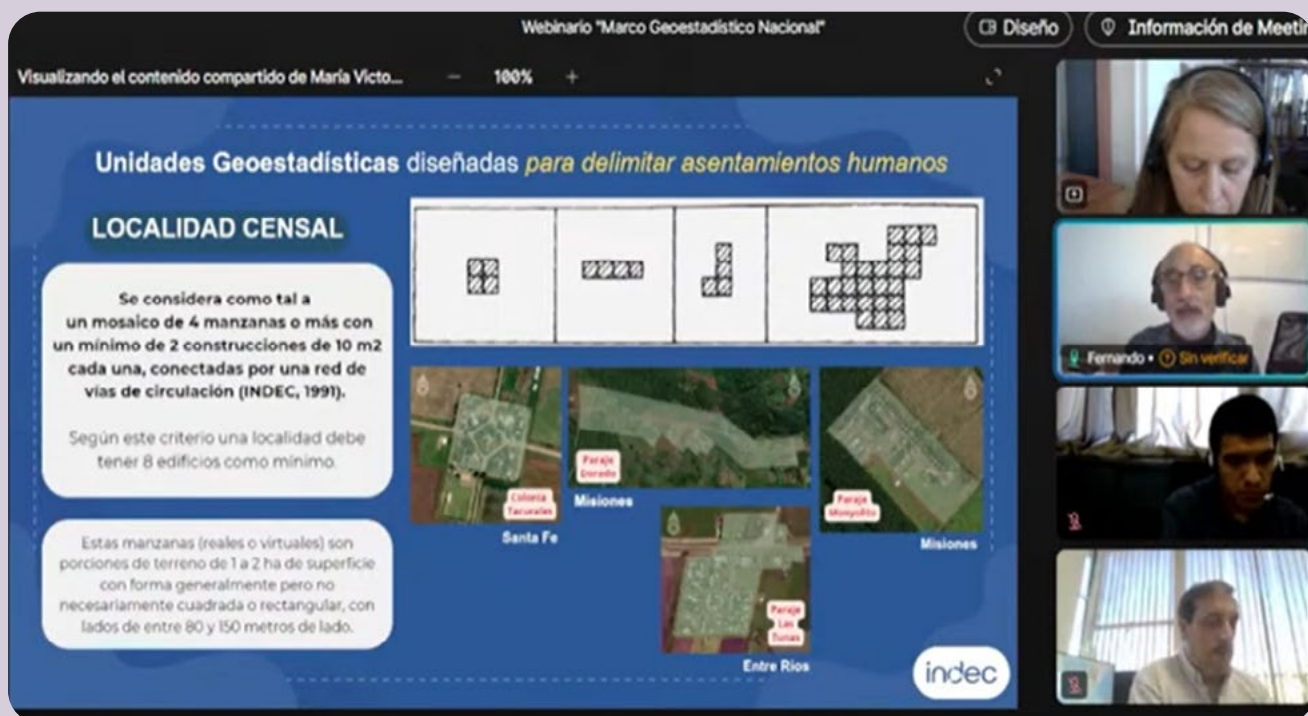 Webinario "Marco Geoestadístico Nacional"
Diseño
Información de Meetin
Visualizando el contenido compartido de María Victo...
— 100% +
Unidades Geoestadísticas diseñadas para delimitar asentamientos humanos
LOCALIDAD CENSAL
Se considera como tal a
un mosaico de 4 manzanas o más con
un mínimo de 2 construcciones de 10 m2
cada una, conectadas por una red de
vías de circulación (INDEC, 1991).
Según este criterio una localidad debe
tener 8 edificios como mínimo.
Estas manzanas (reales o virtuales) son
porciones de terreno de 1 a 2 ha de superficie
con forma generalmente pero no
necesariamente cuadrada o rectangular, con
lados de entre 80 y 150 metros de lado.
Colonia
Tacurales
Santa Fe
Paraje
Dorado
Misiones
Paraje
Misiones
Paraje
Las
Tunas
Entre Ríos
indec
Fernando • Sin verificar